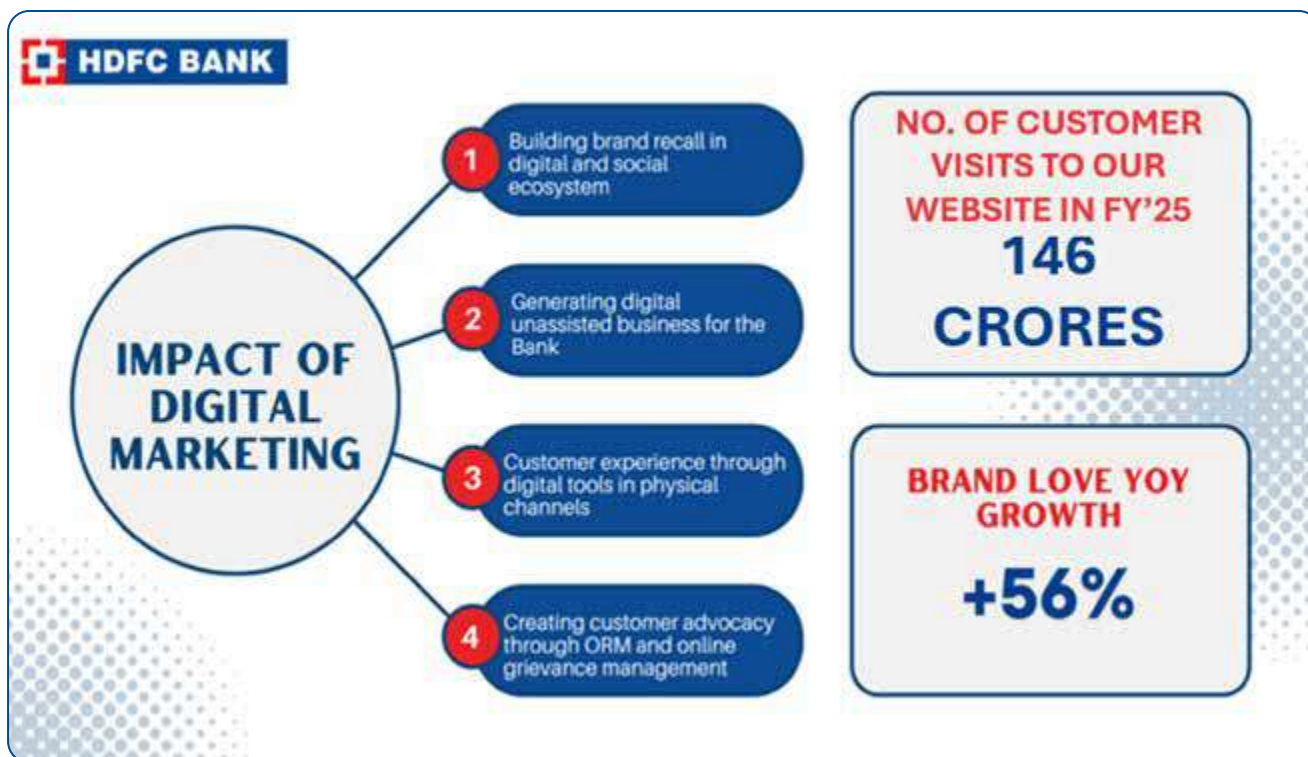 HDFC BANK
IMPACT OF
DIGITAL
MARKETING
1
Building brand recall in
digital and social
ecosystem
2
Generating digital
unassisted business for the
Bank
3
Customer experience through
digital tools in physical
channels
4
Creating customer advocacy
through ORM and online
grievance management
NO. OF CUSTOMER
VISITS TO OUR
WEBSITE IN FY’25
146
CRORES
BRAND LOVE YOY
GROWTH
+56%